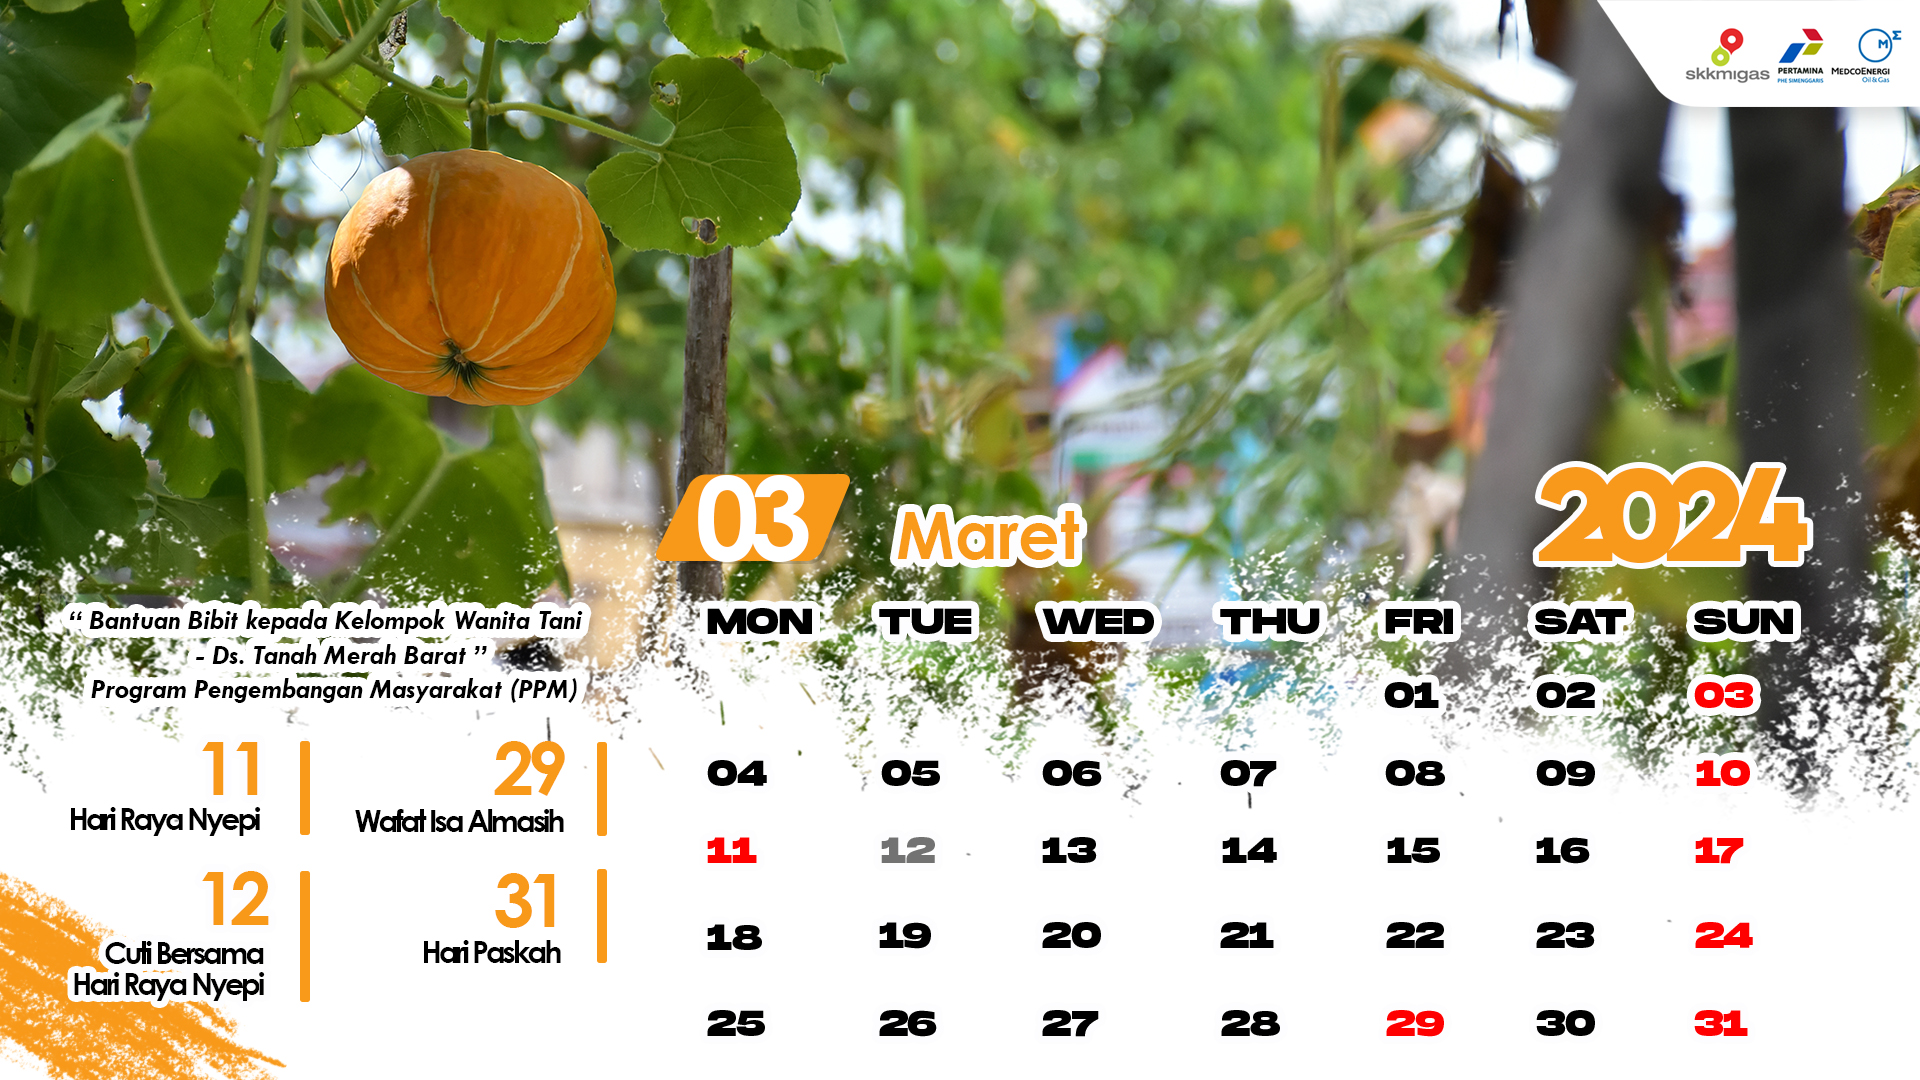 skkmigas
PERTAMINA
PHE SIMENGGARIS
MEDCOENERGI
Oil & Gas
03 Maret 2024
“ Bantuan Bibit kepada Kelompok Wanita Tani
- Ds. Tanah Merah Barat ”
Program Pengembangan Masyarakat (PPM)
11
Hari Raya Nyepi
29
Wafat Isa Almasih
12
Cuti Bersama
Hari Raya Nyepi
31
Hari Paskah
MON TUE WED THU FRI SAT SUN
01 02 03
04 05 06 07 08 09 10
11 12 13 14 15 16 17
18 19 20 21 22 23 24
25 26 27 28 29 30 31